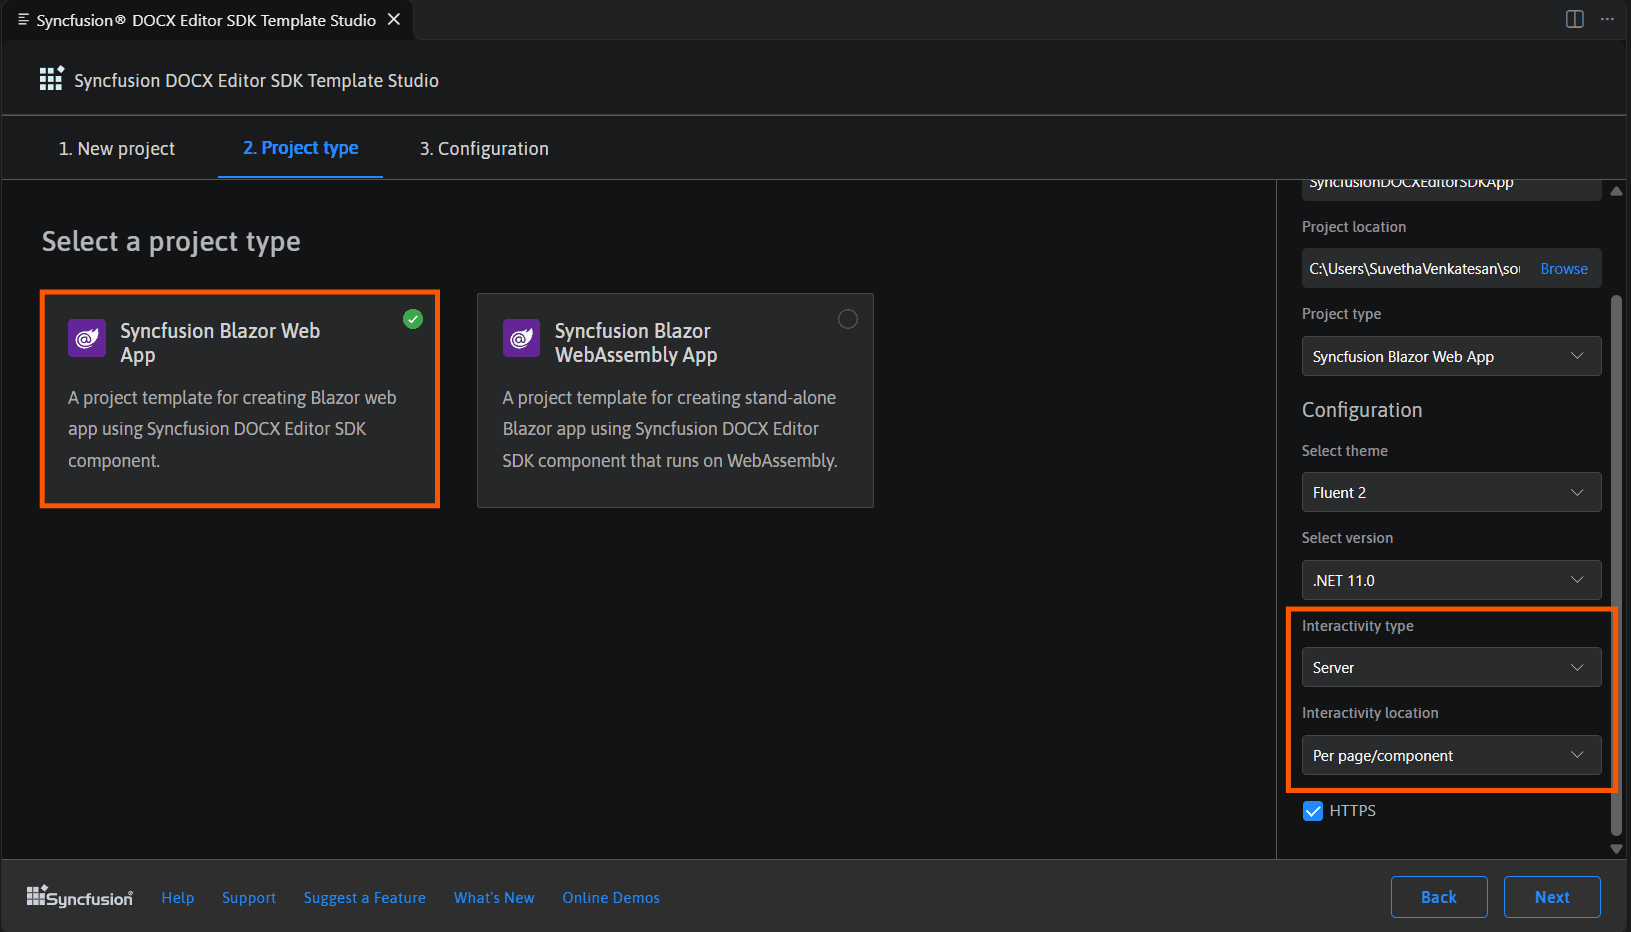 Syncfusion® DOCX Editor SDK Template Studio
Syncfusion DOCX Editor SDK Template Studio
1. New project
2. Project type
3. Configuration
Select a project type
Syncfusion Blazor Web
App
A project template for creating Blazor web
app using Syncfusion DOCX Editor SDK
component.
Syncfusion Blazor
WebAssembly App
A project template for creating stand-alone
Blazor app using Syncfusion DOCX Editor
SDK component that runs on WebAssembly.
SyncfusionDOCXEditorSDKApp
Project location
C:\Users\SuvethaVenkatesan\sou
Browse
Project type
Syncfusion Blazor Web App
Configuration
Select theme
Fluent 2
Select version
.NET 11.0
Interactivity type
Server
Interactivity location
Per page/component
HTTPS
Syncfusion®
Help
Support
Suggest a Feature
What's New
Online Demos
Back
Next